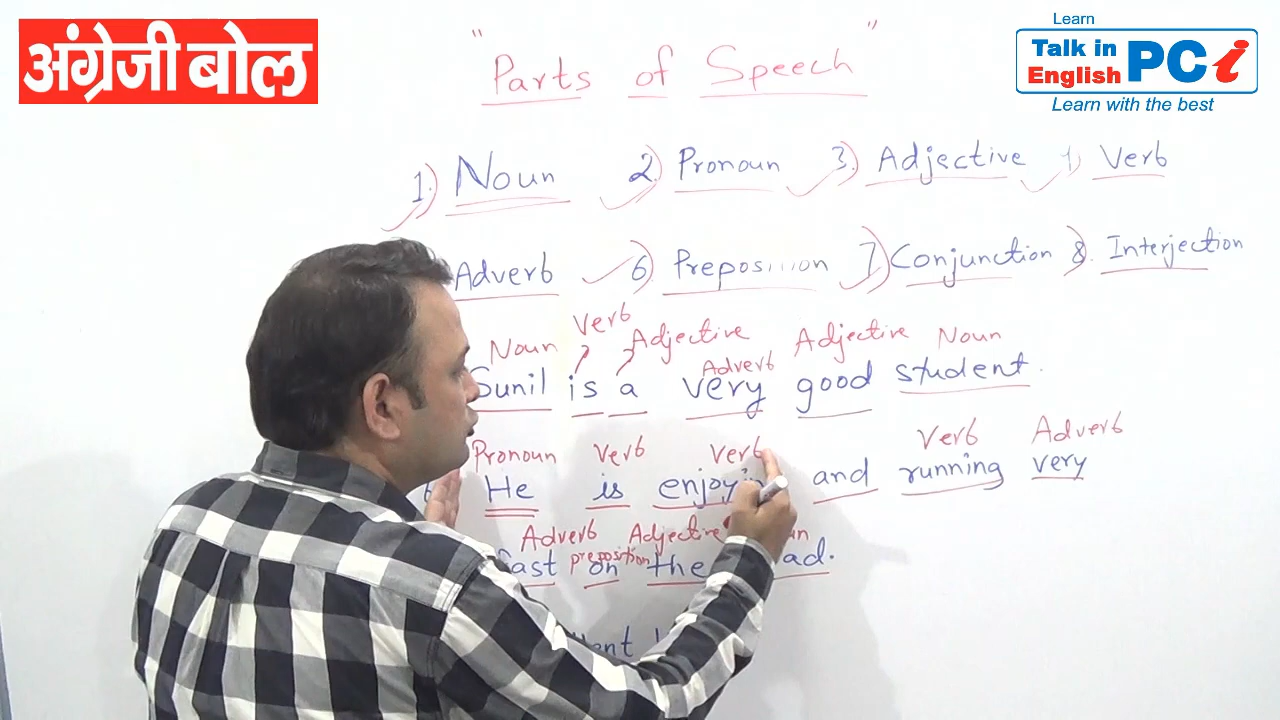 अंग्रेजी बोल
Learn
Talk in English PCi
Learn with the best
"Parts of Speech"
1) Noun 2) Pronoun 3) Adjective 4) Verb
Adverb 6) Preposition 7) Conjunction 8. Interjection
Noun Verb Adjective Adverb Adjective Noun
Sunil is a very good student.
Pronoun Verb verb Verb Adverb
He is and running very
Adverb preposition Adjective
on the